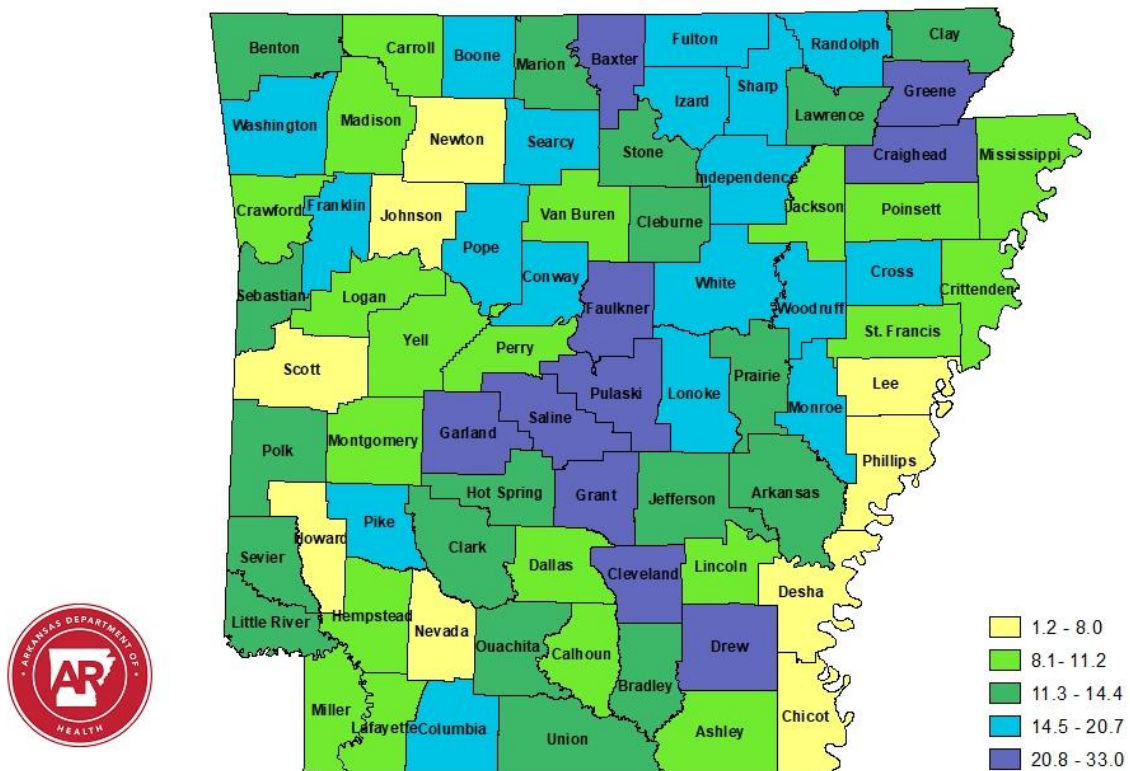 Benton
Carroll
Boone
Marion
Baxter
Fulton
Randolph
Clay
Izard
Sharp
Greene
Washington
Madison
Newton
Searcy
Stone
Lawrence
Craighead
Mississippi
Independence
Crawford
Franklin
Johnson
Pope
Van Buren
Cleburne
Jackson
Poinsett
Sebastian
Logan
Conway
Faulkner
White
Woodruff
Cross
Crittenden
St. Francis
Scott
Yell
Perry
Pulaski
Lonoke
Prairie
Monroe
Lee
Saline
Garland
Phillips
Polk
Montgomery
Hot Spring
Grant
Jefferson
Arkansas
Howard
Pike
Clark
Sevier
Dallas
Cleveland
Lincoln
Desha
Little River
Hempstead
Nevada
Ouachita
Calhoun
Drew
Bradley
Miller
Lafayette
Columbia
Union
Ashley
Chicot
ARKANSAS DEPARTMENT OF
AR
HEALTH
1.2 - 8.0
8.1 - 11.2
11.3 - 14.4
14.5 - 20.7
20.8 - 33.0